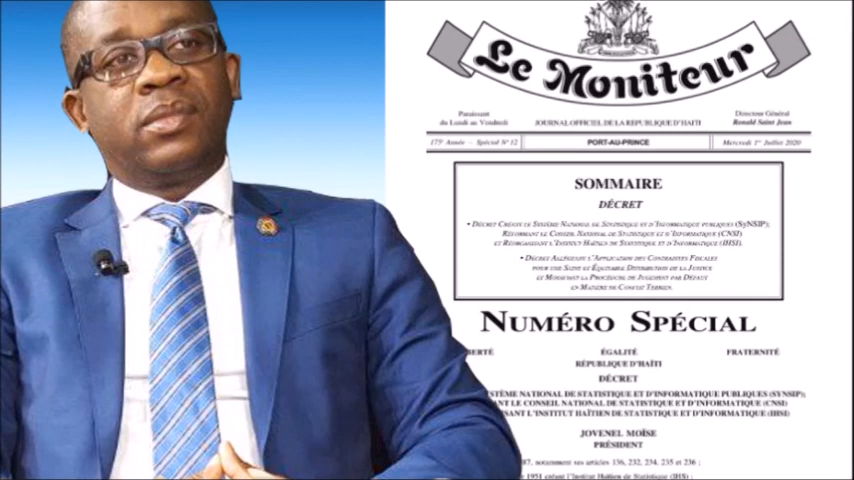 Le Moniteur
Paraissant
du Lundi au Vendredi
JOURNAL OFFICIEL DE LA REPUBLIQUE D'HAITI
Directeur Général
Ronald Saint Jean
175e Année – Spécial No 12
PORT-AU-PRINCE
Mercredi 1er Juillet 2020
SOMMAIRE
DÉCRET
• DÉCRET CRÉANT LE SYSTÈME NATIONAL DE STATISTIQUE ET D'INFORMATIQUE PUBLIQUES (SyNSIP);
RÉFORMANT LE CONSEIL NATIONAL DE STATISTIQUE ET D'INFORMATIQUE (CNSI)
ET RÉORGANISANT L'INSTITUT HAÏTIEN DE STATISTIQUE ET D'INFORMATIQUE (IHSI).
• DÉCRET ALLÉGEANT L'APPLICATION DES CONTRAINTES FISCALES
POUR UNE SAINE ET ÉQUITABLE DISTRIBUTION DE LA JUSTICE
ET MODIFIANT LA PROCÉDURE DE JUGEMENT PAR DÉFAUT
EN MATIÈRE DE CONFLIT TERRIEN.
NUMÉRO SPÉCIAL
BERTÉ ÉGALITÉ FRATERNITÉ
RÉPUBLIQUE D'HAÏTI
DÉCRET
STÈME NATIONAL DE STATISTIQUE ET D'INFORMATIQUE PUBLIQUES (SYNSIP);
ANT LE CONSEIL NATIONAL DE STATISTIQUE ET D'INFORMATIQUE (CNSI)
SANT L'INSTITUT HAÏTIEN DE STATISTIQUE ET D'INFORMATIQUE (IHSI)
JOVENEL MOÏSE
PRÉSIDENT
87, notamment ses articles 136, 232, 234, 235 et 236 ;
1951 créant l'Institut Haïtien de Statistique (IHS) ;